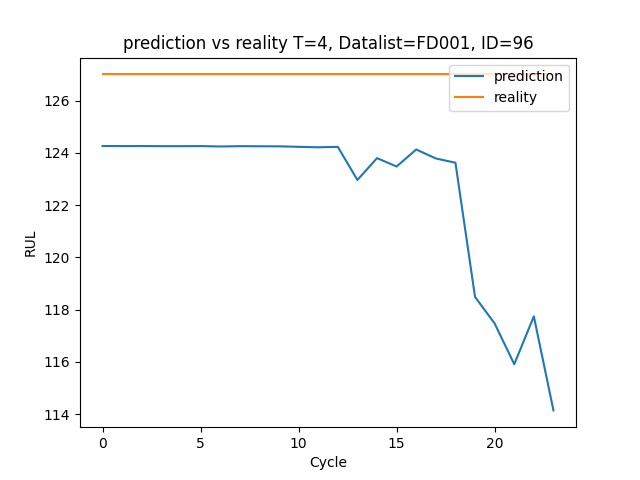 prediction vs reality T=4, Datalist=FD001, ID=96
prediction
reality
126
124
122
120
118
116
114
RUL
0 5 10 15 20
Cycle